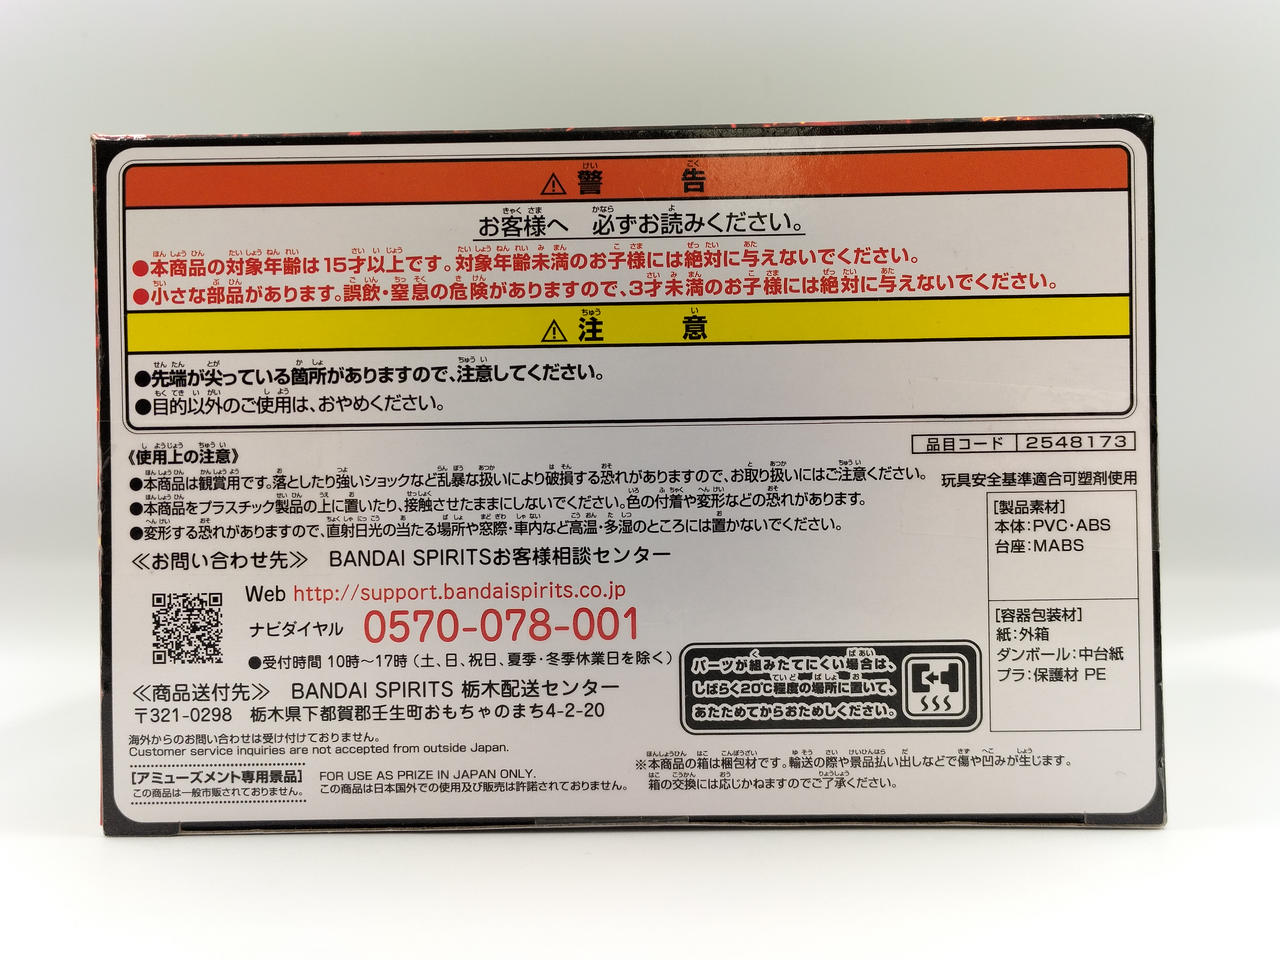 ⚠ 警告
お客様へ 必ずお読みください。
●本商品の対象年齢は15才以上です。対象年齢未満のお子様には絶対に与えないでください。
●小さな部品があります。誤飲・窒息の危険がありますので、3才未満のお子様には絶対に与えないでください。
⚠ 注意
●先端が尖っている箇所がありますので、注意してください。
●目的以外のご使用は、おやめください。
品目コード 2548173
《使用上の注意》
●本商品は観賞用です。落としたり強いショックなど乱暴な扱いにより破損する恐れがありますので、お取り扱いにはご注意ください。
●本商品をプラスチック製品の上に置いたり、接触させたままにしないでください。色の付着や変形などの恐れがあります。
●変形する恐れがありますので、直射日光の当たる場所や窓際・車内など高温・多湿のところには置かないでください。
玩具安全基準適合可塑剤使用
[製品素材]
本体:PVC・ABS
台座:MABS
[容器包装材]
紙:外箱
ダンボール:中台紙
プラ:保護材 PE
≪お問い合わせ先≫ BANDAI SPIRITSお客様相談センター
Web http://support.bandaispirits.co.jp
ナビダイヤル 0570-078-001
●受付時間 10時〜17時（土、日、祝日、夏季・冬季休業日を除く）
≪商品送付先≫ BANDAI SPIRITS 栃木配送センター
〒321-0298 栃木県下都賀郡壬生町おもちゃのまち4-2-20
パーツが組みたてにくい場合は、
しばらく20℃程度の場所に置いて、
あたためてからおためしください。
海外からのお問い合わせは受け付けておりません。
Customer service inquiries are not accepted from outside Japan.
[アミューズメント専用景品]
この商品は一般市販されておりません。
FOR USE AS PRIZE IN JAPAN ONLY.
この商品は日本国外での使用及び販売は許諾されておりません。
※本商品の箱は梱包材です。輸送の際や景品払い出しなどで傷や凹みが生じます。
箱の交換には応じかねますのでご了承ください。